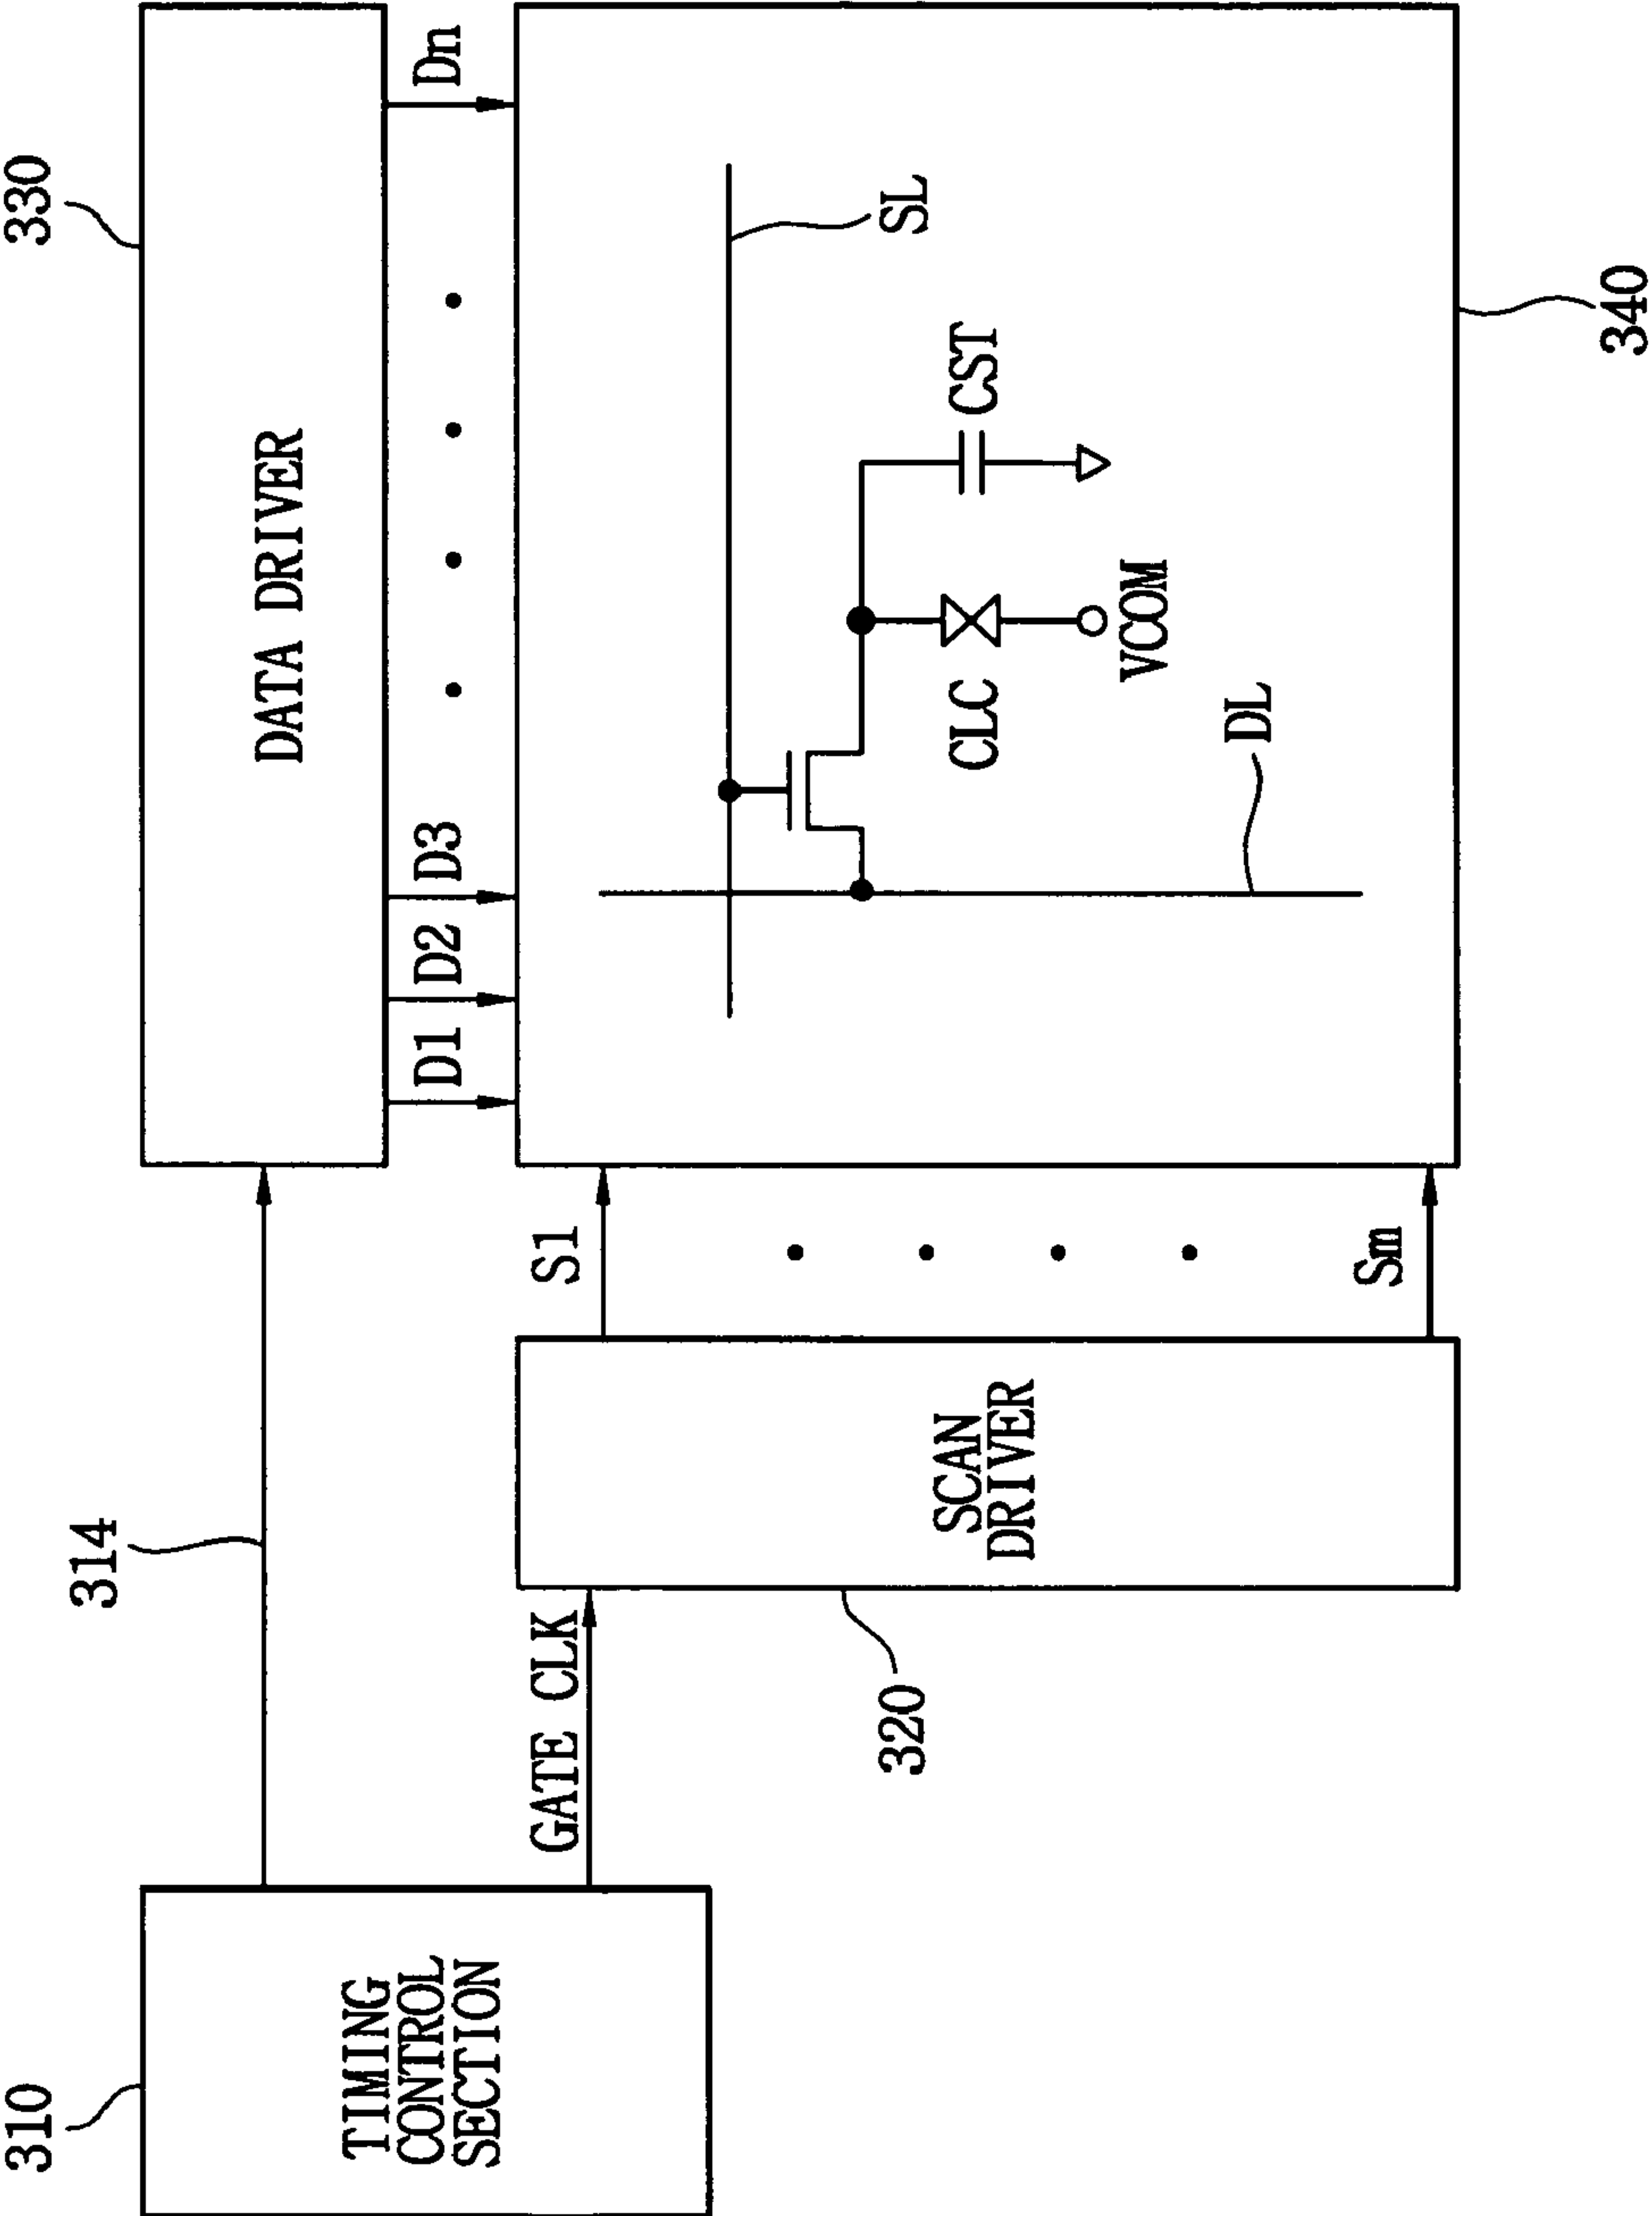 310
TIMING
CONTROL
SECTION
314
GATE CLK
320
SCAN
DRIVER
S1
Sm
330
DATA DRIVER
D1
D2
D3
Dn
SL
DL
CLC
VCOM
CST
340